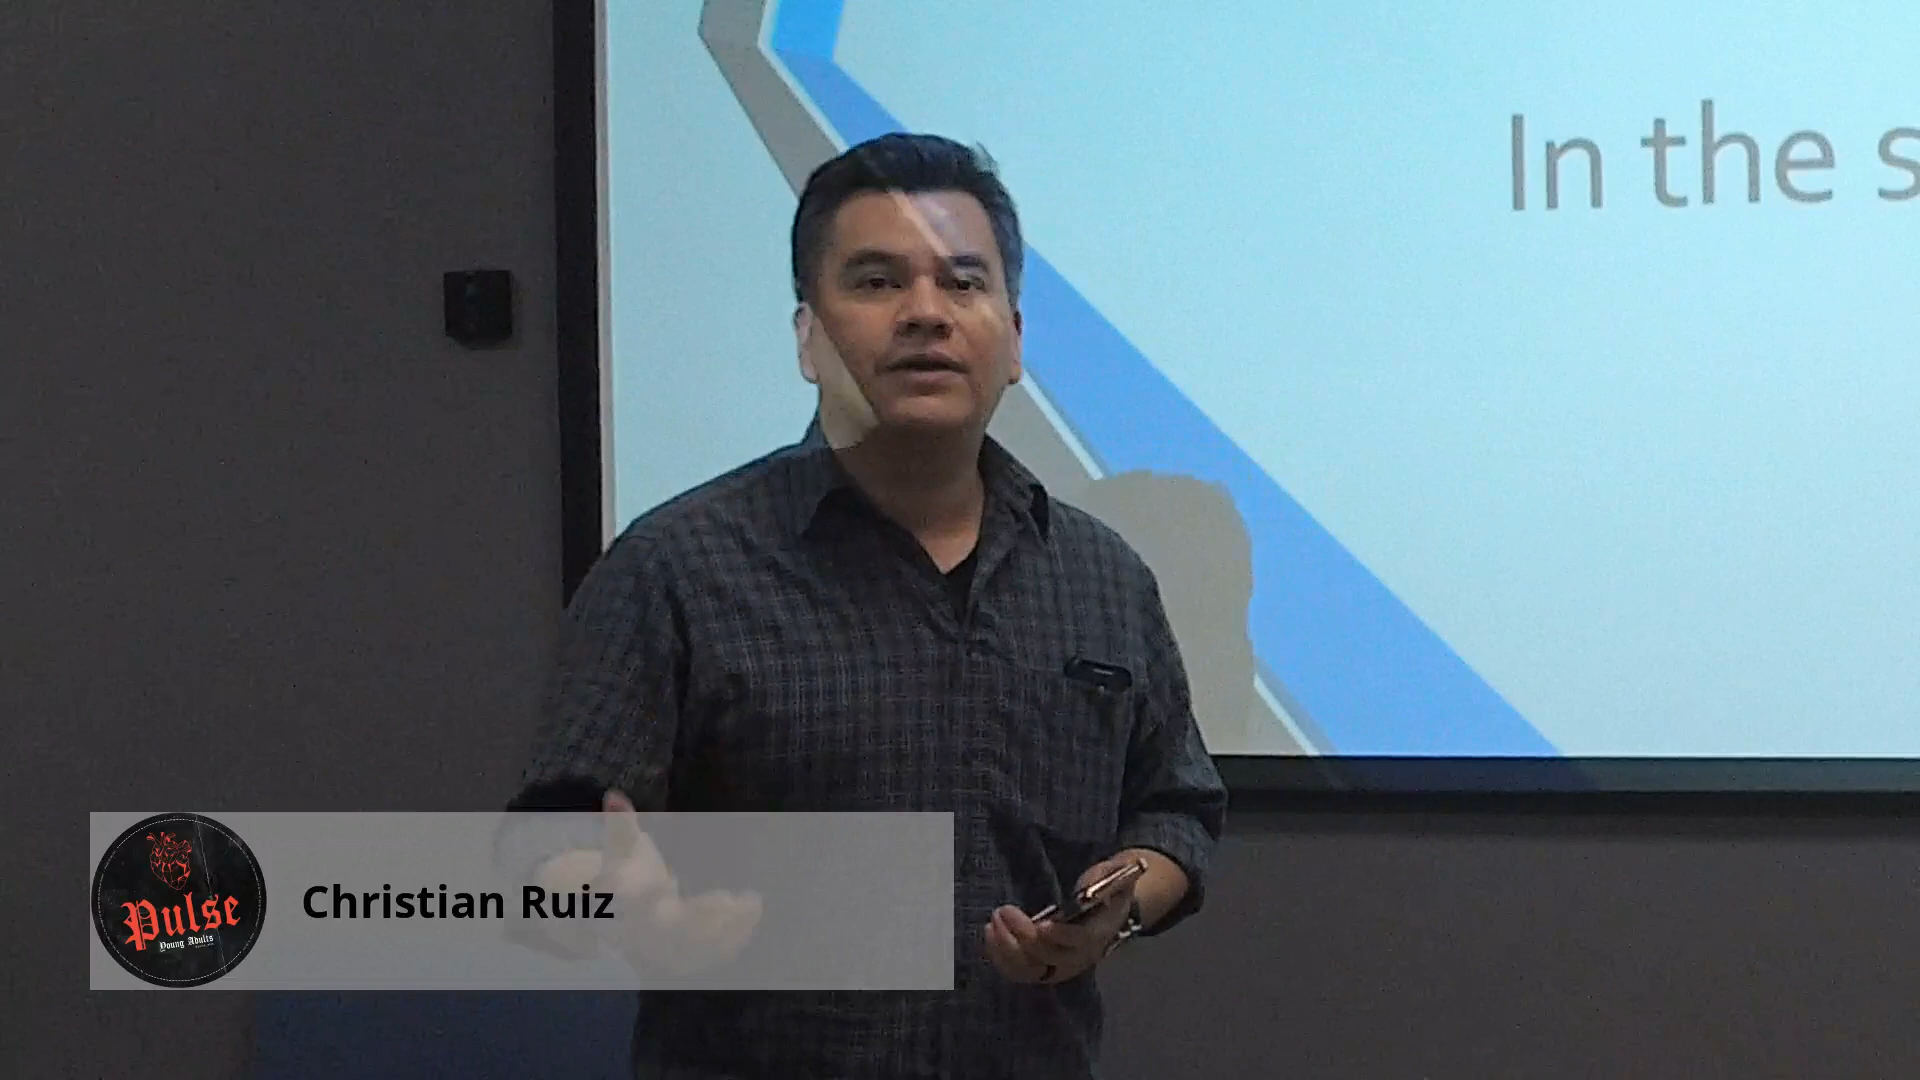 In the s
Christian Ruiz
Pulse
Young Adults